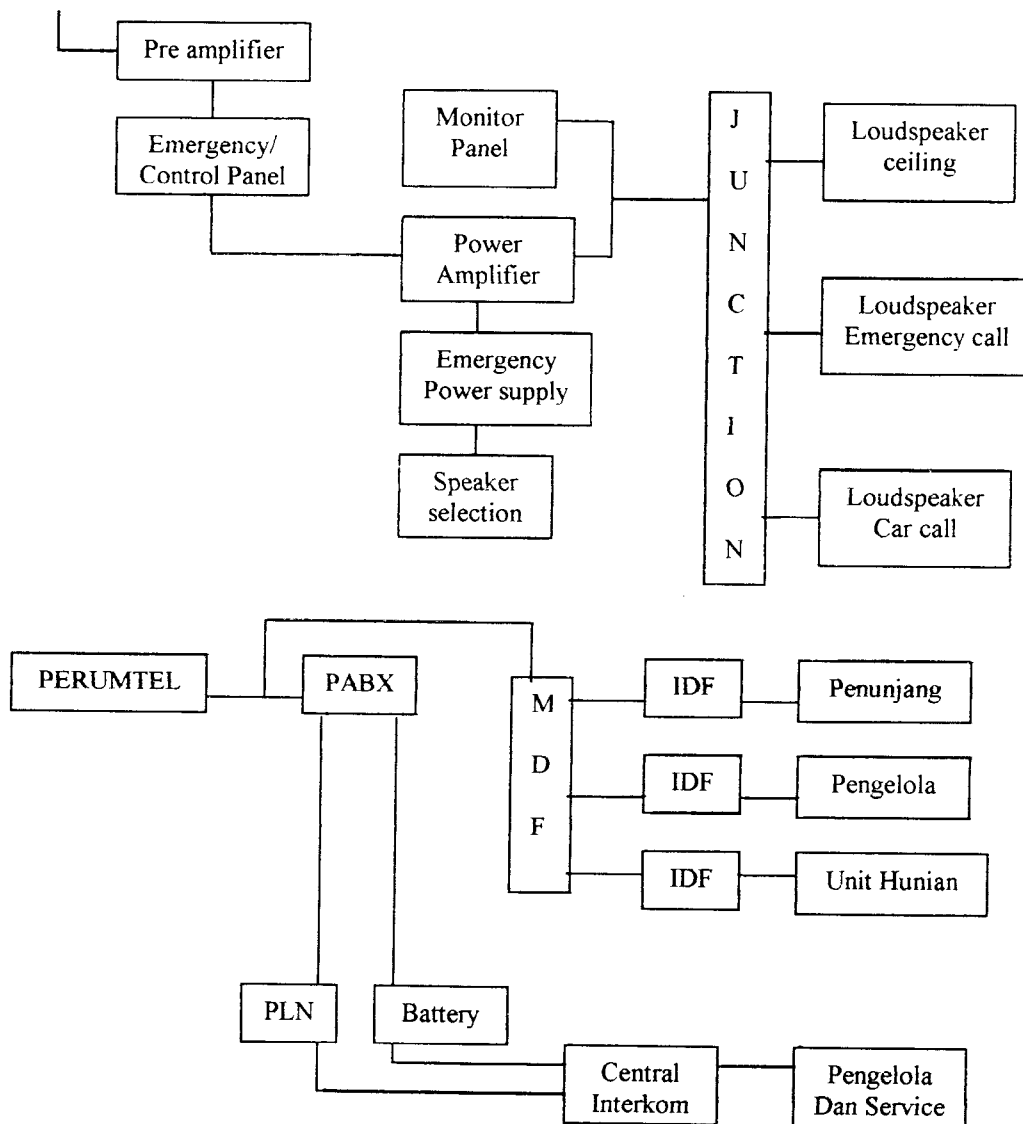 Pre amplifier
Emergency/
Control Panel
Monitor
Panel
Power
Amplifier
Emergency
Power supply
Speaker
selection
J
U
N
C
T
I
O
N
Loudspeaker
ceiling
Loudspeaker
Emergency call
Loudspeaker
Car call
PERUMTEL
PABX
M
D
F
IDF
Penunjang
IDF
Pengelola
IDF
Unit Hunian
PLN
Battery
Central
Interkom
Pengelola
Dan Service